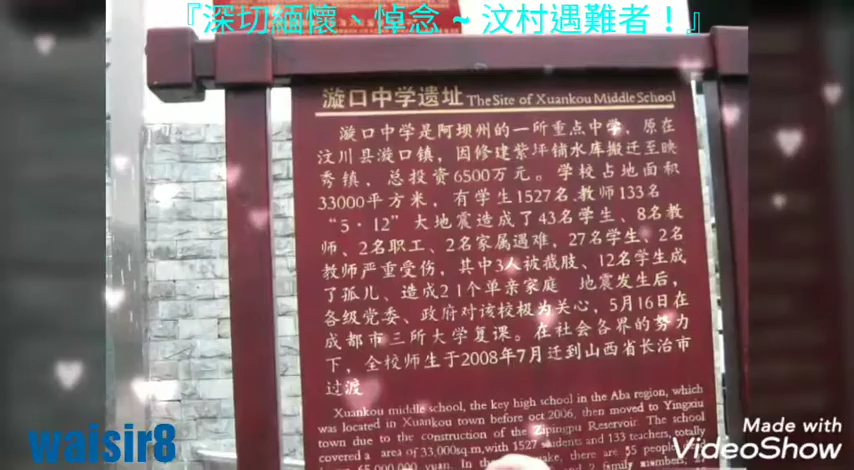 『深切緬懷、悼念 ~ 汶村遇難者！』
漩口中学遗址 The Site of Xuankou Middle School
漩口中学是阿坝州的一所重点中学，原在
汶川县漩口镇，因修建紫坪铺水库搬迁至映
秀镇，总投资6500万元。学校占地面积
33000平方米，有学生1527名，教师133名
“5·12”大地震造成了43名学生、8名教
师、2名职工、2名家属遇难，27名学生、2名
教师严重受伤，其中3人被截肢、12名学生成
了孤儿、造成21个单亲家庭 地震发生后，
各级党委、政府对该校极为关心，5月16日在
成都市三所大学复课。在社会各界的努力
下，全校师生于2008年7月迁到山西省长治市
过渡
Xuankou middle school, the key high school in the Aba region, which
was located in Xuankou town before oct 2006, then moved to Yingxiu
town due to the construction of the Zipingpu Reservoir. The school
covered a area of 33,000sq.m, with 1527 students and 133 teachers, totally
65,000,000 yuan. In the there 55 people
and 2 family members, 2
waisir8
Made with
VideoShow